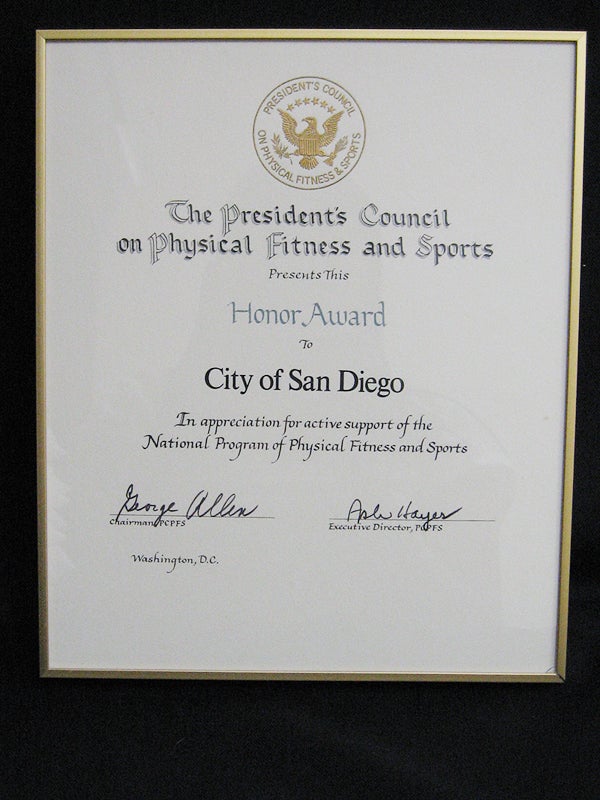 PRESIDENT'S COUNCIL
ON PHYSICAL FITNESS & SPORTS
The President's Council
on Physical Fitness and Sports
Presents This
Honor Award
To
City of San Diego
In appreciation for active support of the
National Program of Physical Fitness and Sports
George Allen Hayes
Chairman, PCPFS Executive Director, PCPFS
Washington, D.C.